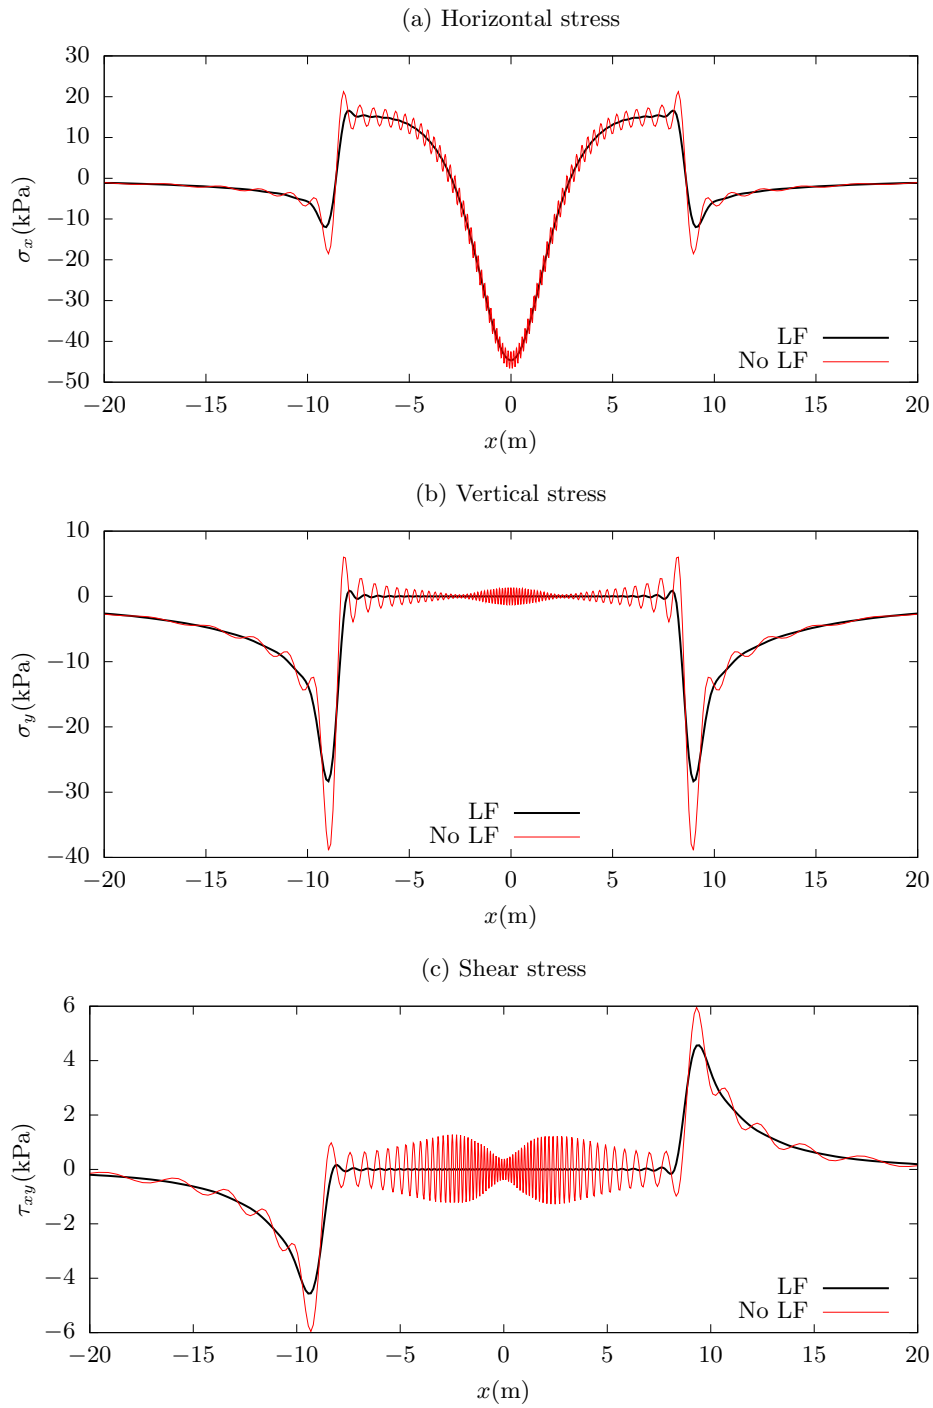 (a) Horizontal stress
30
20
10
0
−10
−20
−30
−40
−50
σx(kPa)
LF
No LF
−20 −15 −10 −5 0 5 10 15 20
x(m)
(b) Vertical stress
10
0
−10
−20
−30
−40
σy(kPa)
LF
No LF
−20 −15 −10 −5 0 5 10 15 20
x(m)
(c) Shear stress
6
4
2
0
−2
−4
−6
τxy(kPa)
LF
No LF
−20 −15 −10 −5 0 5 10 15 20
x(m)